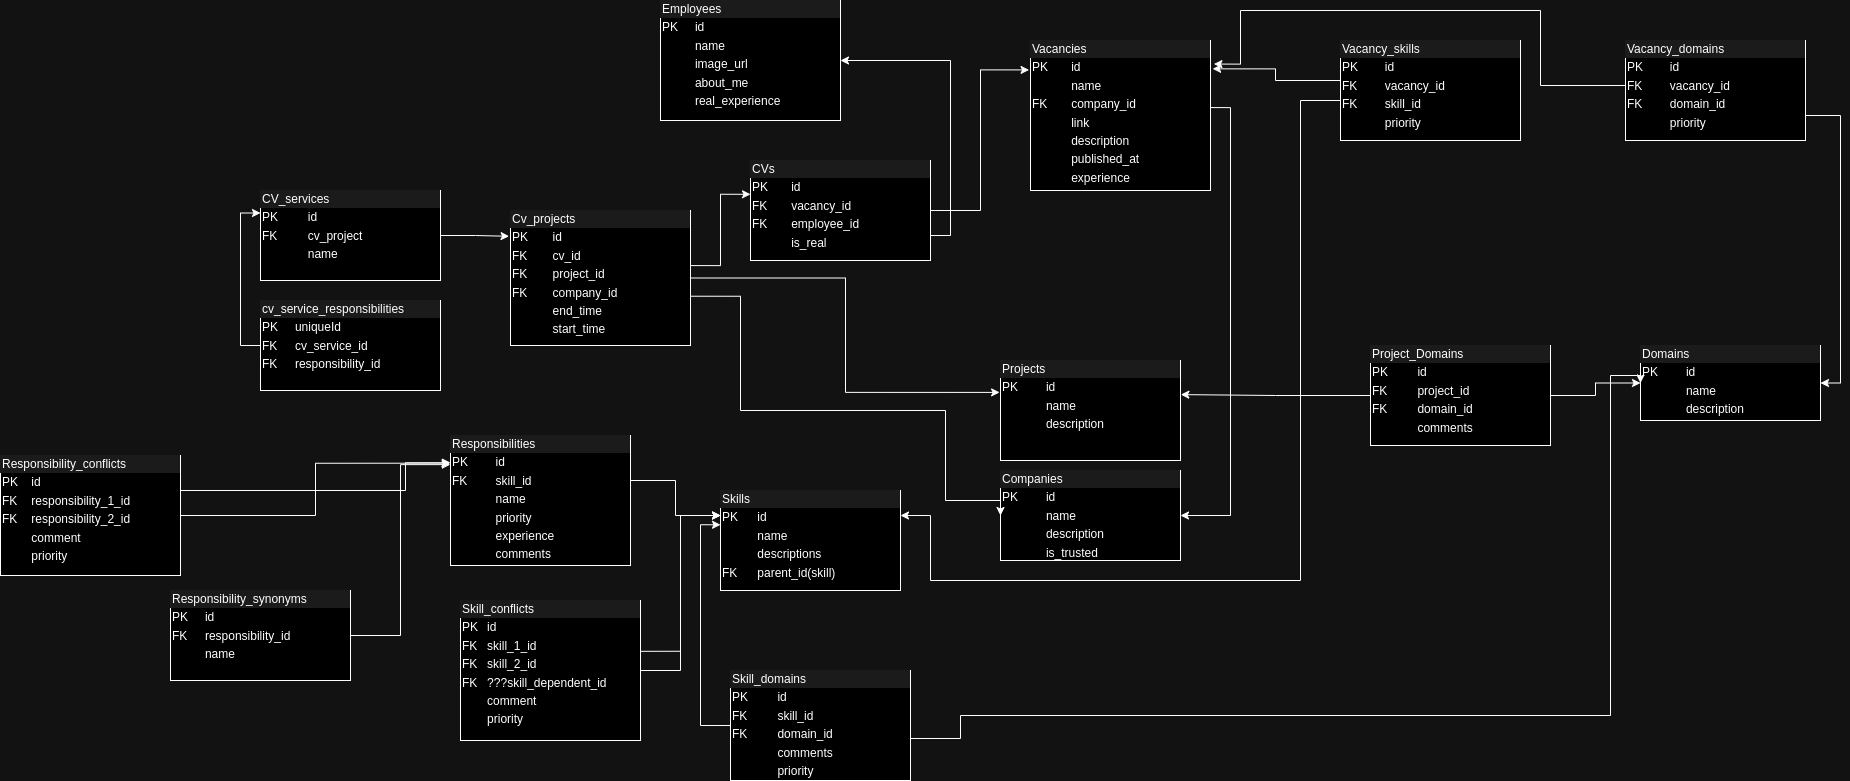 Employees
PK id
name
image_url
about_me
real_experience
Vacancies
PK id
name
FK company_id
link
description
published_at
experience
Vacancy_skills
PK id
FK vacancy_id
FK skill_id
priority
Vacancy_domains
PK id
FK vacancy_id
FK domain_id
priority
CVs
PK id
FK vacancy_id
FK employee_id
is_real
CV_services
PK id
FK cv_project
name
Cv_projects
PK id
FK cv_id
FK project_id
FK company_id
end_time
start_time
cv_service_responsibilities
PK uniqueId
FK cv_service_id
FK responsibility_id
Projects
PK id
name
description
Project_Domains
PK id
FK project_id
FK domain_id
comments
Domains
PK id
name
description
Responsibility_conflicts
PK id
FK responsibility_1_id
FK responsibility_2_id
comment
priority
Responsibilities
PK id
FK skill_id
name
priority
experience
comments
Skills
PK id
name
descriptions
FK parent_id(skill)
Companies
PK id
name
description
is_trusted
Responsibility_synonyms
PK id
FK responsibility_id
name
Skill_conflicts
PK id
FK skill_1_id
FK skill_2_id
FK ???skill_dependent_id
comment
priority
Skill_domains
PK id
FK skill_id
FK domain_id
comments
priority